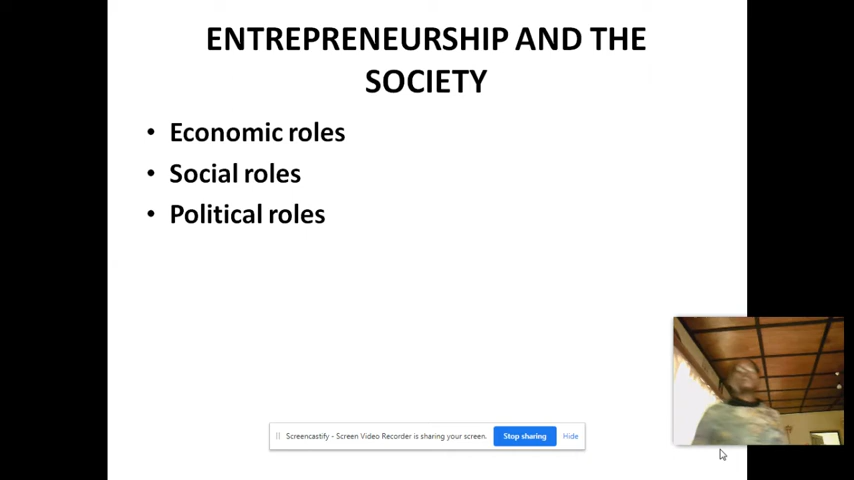 ENTREPRENEURSHIP AND THE
SOCIETY
• Economic roles
• Social roles
• Political roles
Screencastify - Screen Video Recorder is sharing your screen. Stop sharing Hide